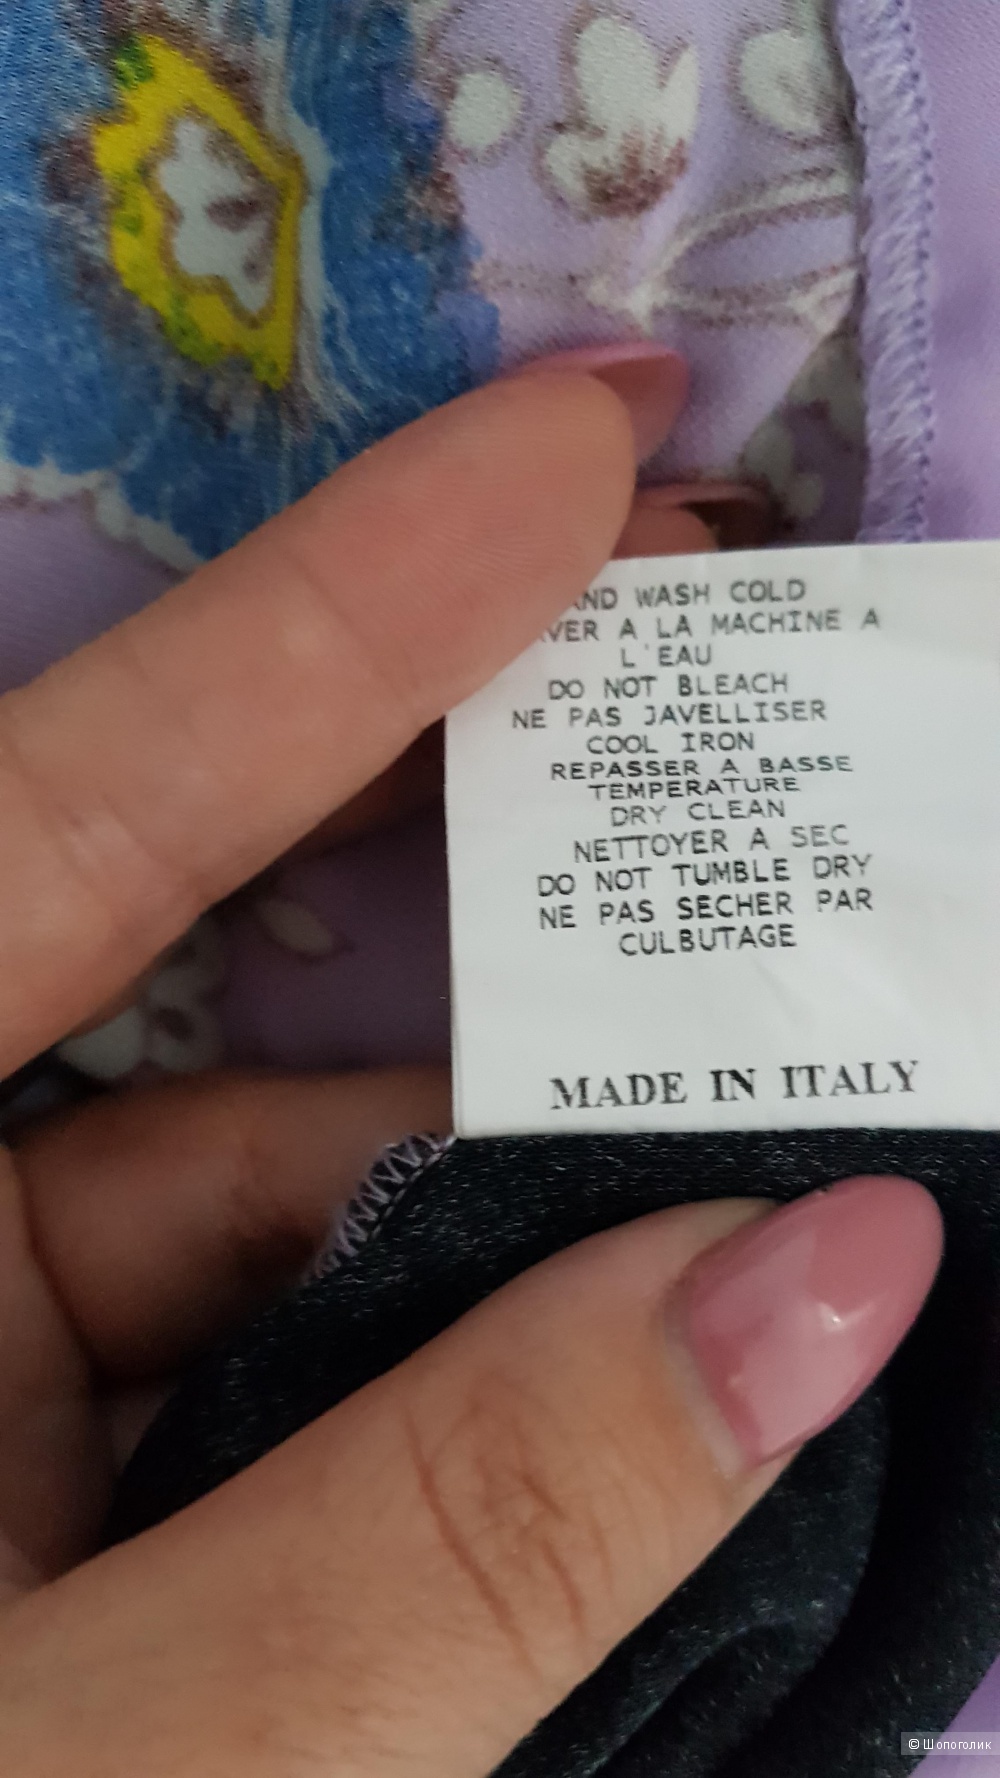 WASH COLD
A LA MACHINE A
L'EAU
DO NOT BLEACH
NE PAS JAVELLISER
COOL IRON
REPASSER A BASSE
TEMPERATURE
DRY CLEAN
NETTOYER A SEC
DO NOT TUMBLE DRY
NE PAS SECHER PAR
CULBUTAGE
MADE IN ITALY
© Шопоголик